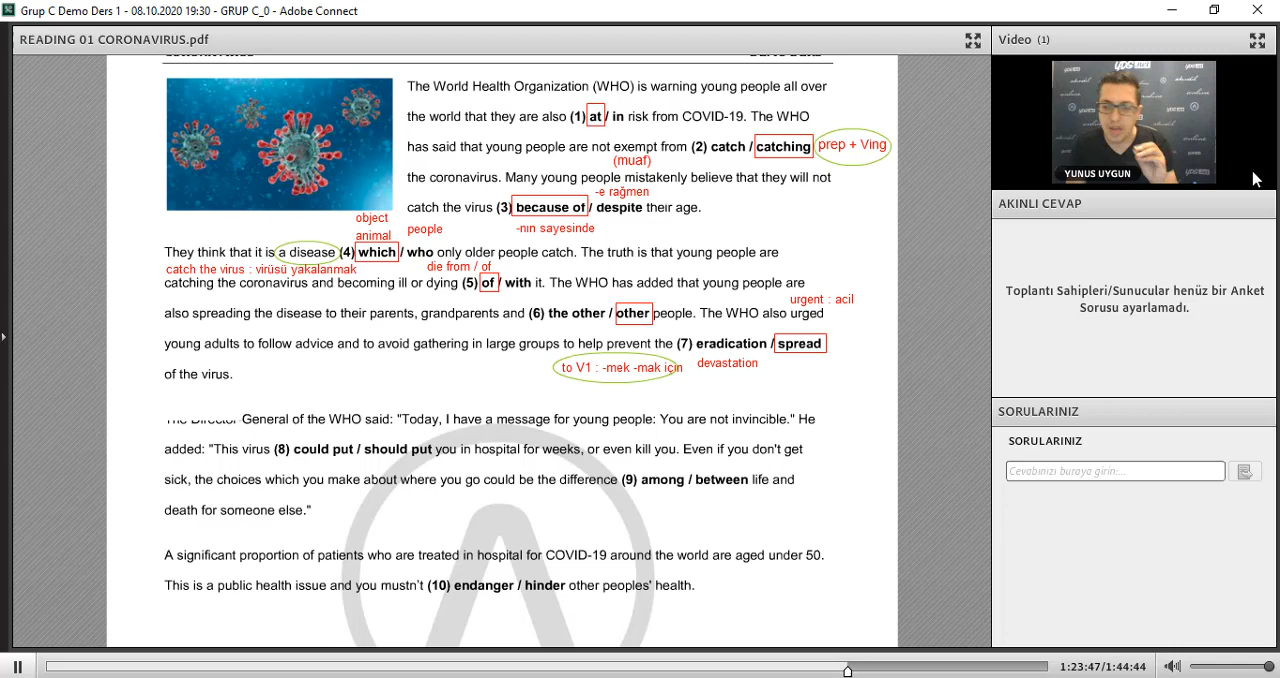 Grup C Demo Ders 1 - 08.10.2020 19:30 - GRUP C_0 - Adobe Connect
READING 01 CORONAVIRUS.pdf
Video (1)
The World Health Organization (WHO) is warning young people all over
the world that they are also (1) at / in risk from COVID-19. The WHO
has said that young people are not exempt from (2) catch / catching prep + Ving
(muaf)
the coronavirus. Many young people mistakenly believe that they will not
-e rağmen
catch the virus (3) because of / despite their age.
object
people
-nın sayesinde
animal
They think that it is a disease (4) which / who only older people catch. The truth is that young people are
catch the virus : virüsü yakalanmak
die from / of
catching the coronavirus and becoming ill or dying (5) of / with it. The WHO has added that young people are
urgent : acil
also spreading the disease to their parents, grandparents and (6) the other / other people. The WHO also urged
young adults to follow advice and to avoid gathering in large groups to help prevent the (7) eradication / spread
to V1 : -mek -mak için
devastation
of the virus.
The Director General of the WHO said: "Today, I have a message for young people: You are not invincible." He
added: "This virus (8) could put / should put you in hospital for weeks, or even kill you. Even if you don't get
sick, the choices which you make about where you go could be the difference (9) among / between life and
death for someone else."
A significant proportion of patients who are treated in hospital for COVID-19 around the world are aged under 50.
This is a public health issue and you mustn't (10) endanger / hinder other peoples' health.
YUNUS UYGUN
AKINLI CEVAP
Toplantı Sahipleri/Sunucular henüz bir Anket
Sorusu ayarlamadı.
SORULARINIZ
SORULARINIZ
Cevabınızı buraya girin:...
1:23:47/1:44:44